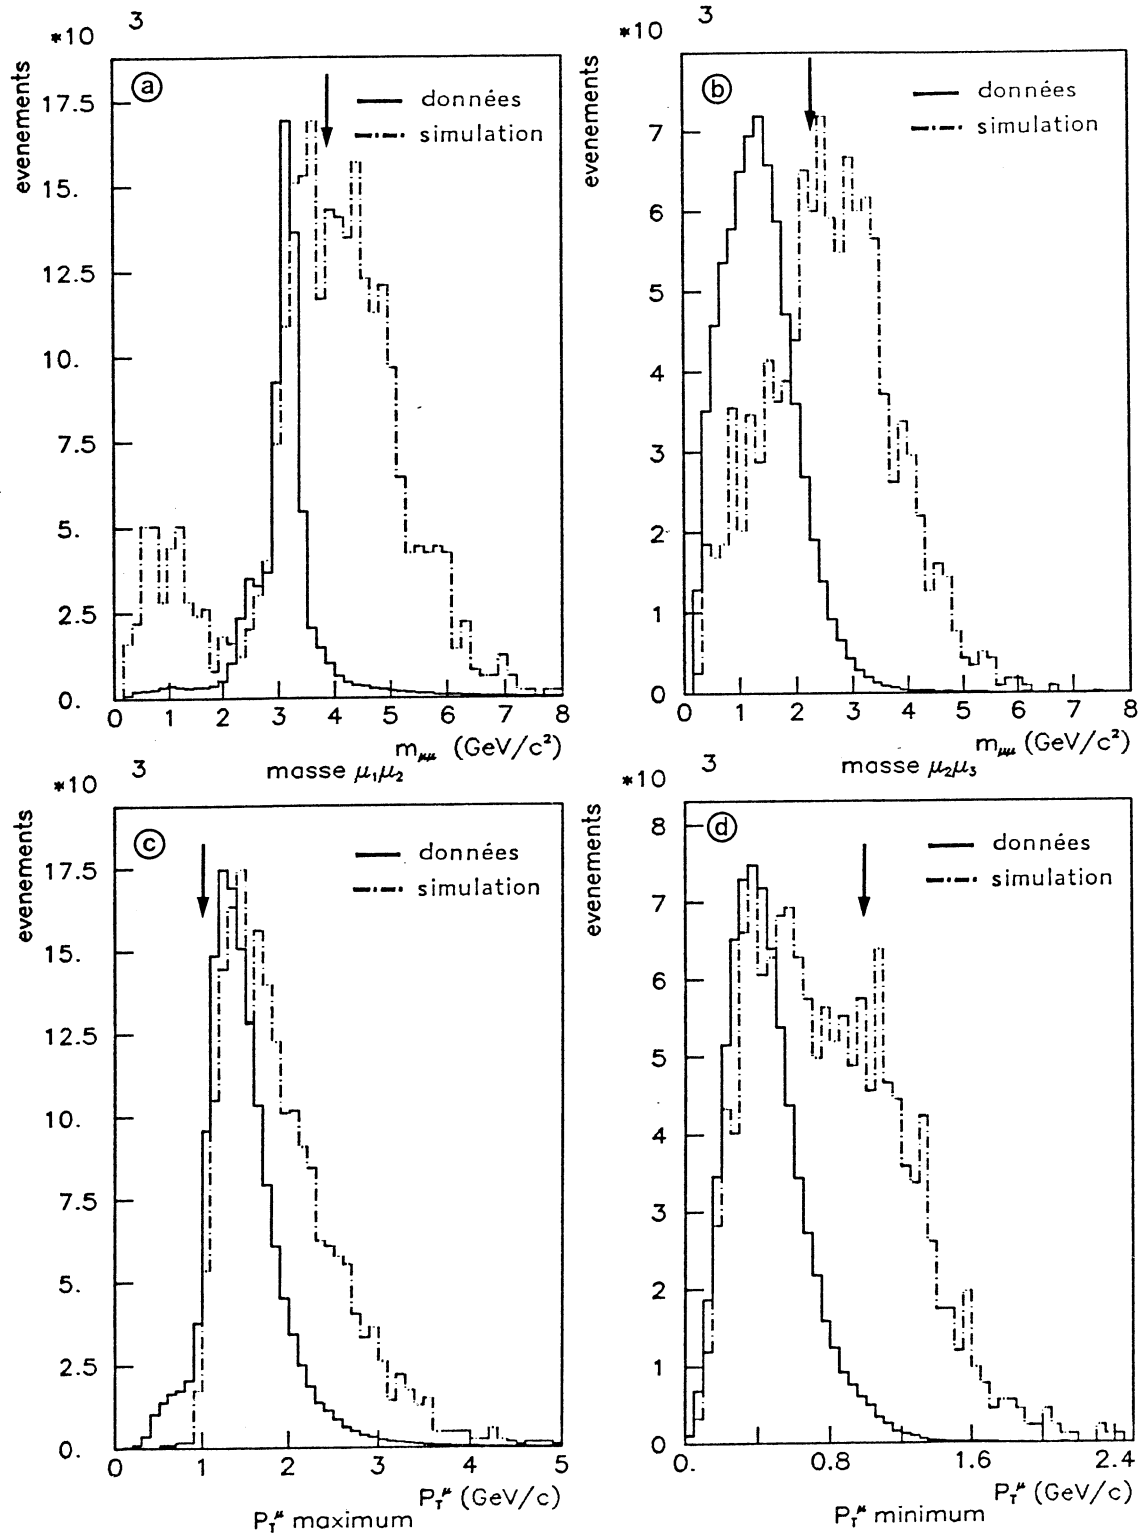 *10 3
evenements
ⓐ
données
simulation
17.5
15.
12.5
10.
7.5
5.
2.5
0.
0 1 2 3 4 5 6 7 8
mμμ (GeV/c²)
masse μ₁μ₂
*10 3
evenements
ⓑ
données
simulation
7
6
5
4
3
2
1
0
0 1 2 3 4 5 6 7 8
mμμ (GeV/c²)
masse μ₂μ₃
*10 3
evenements
ⓒ
données
simulation
17.5
15.
12.5
10.
7.5
5.
2.5
0.
0 1 2 3 4 5
P_T^μ (GeV/c)
P_T^μ maximum
*10 3
evenements
ⓓ
données
simulation
8
7
6
5
4
3
2
1
0
0. 0.8 1.6 2.4
P_T^μ (GeV/c)
P_T^μ minimum